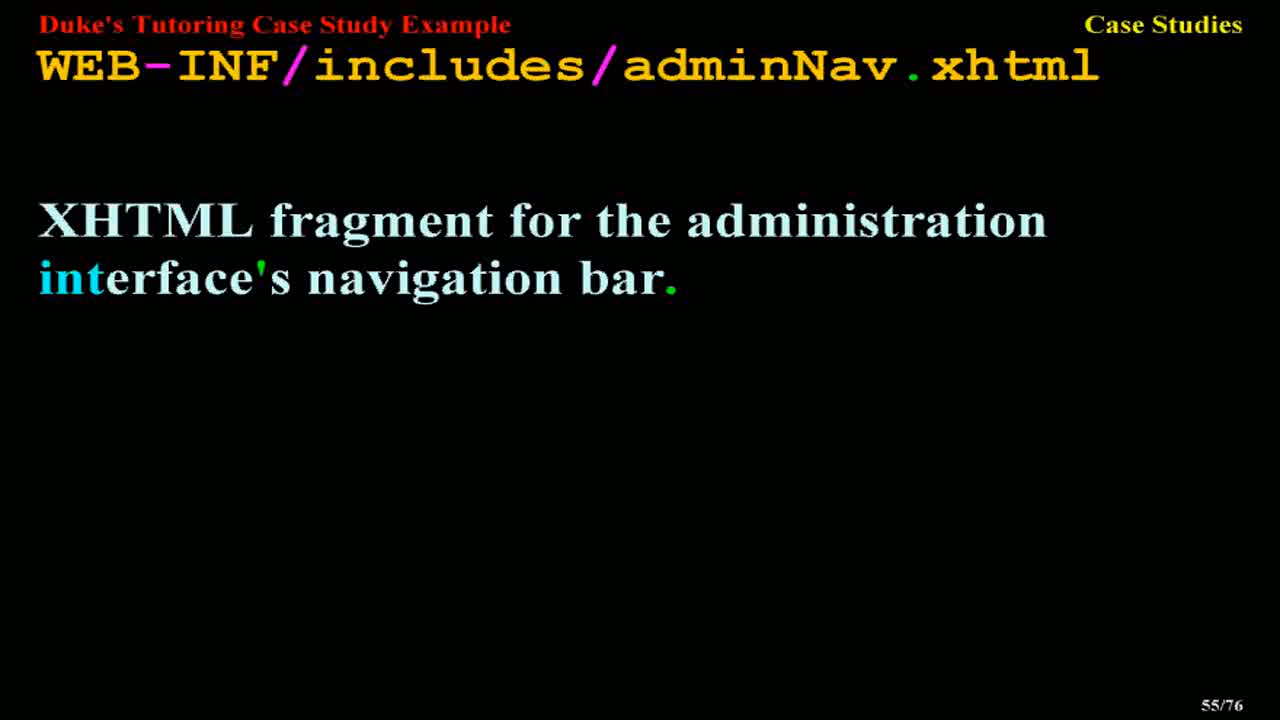 Duke's Tutoring Case Study Example
Case Studies
WEB-INF/includes/adminNav.xhtml
XHTML fragment for the administration
interface's navigation bar.
55/76